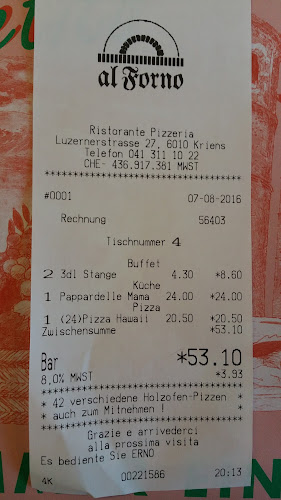 al Forno
Ristorante Pizzeria
Luzernerstrasse 27, 6010 Kriens
Telefon 041 311 10 22
CHE- 436.917.381 MWST
********************************
#0001 07-08-2016
Rechnung 56403
Tischnummer 4
Buffet
2 3dl Stange 4.30 *8.60
Küche
1 Pappardelle Mama 24.00 *24.00
Pizza
1 (24)Pizza Hawaii 20.50 *20.50
Zwischensumme *53.10
Bar *53.10
8,0% MWST *3.93
********************************
* 42 verschiedene Holzofen-Pizzen *
* auch zum Mitnehmen ! *
********************************
Grazie e arrivederci
alla prossima visita
Es bediente Sie ERNO
4K 00221586 20:13